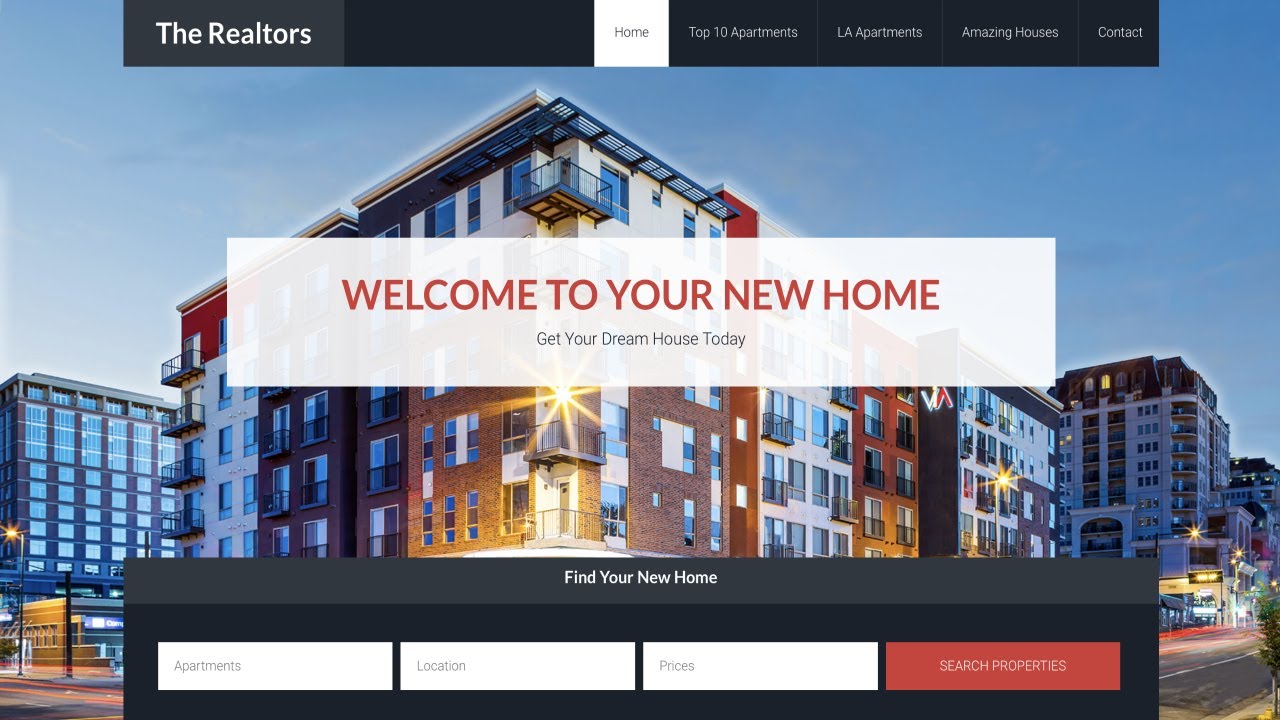 The Realtors
Home
Top 10 Apartments
LA Apartments
Amazing Houses
Contact
WELCOME TO YOUR NEW HOME
Get Your Dream House Today
Find Your New Home
Apartments
Location
Prices
SEARCH PROPERTIES